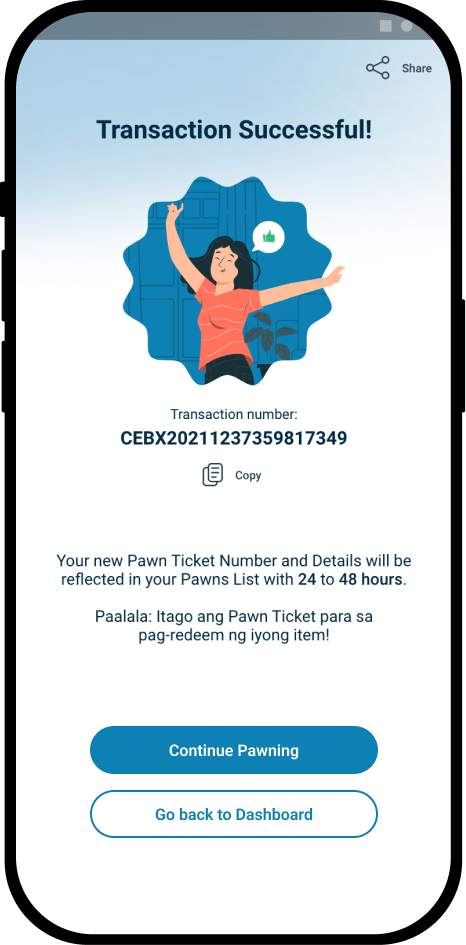 Share
Transaction Successful!
Transaction number:
CEBX20211237359817349
Copy
Your new Pawn Ticket Number and Details will be
reflected in your Pawns List with 24 to 48 hours.
Paalala: Itago ang Pawn Ticket para sa
pag-redeem ng iyong item!
Continue Pawning
Go back to Dashboard